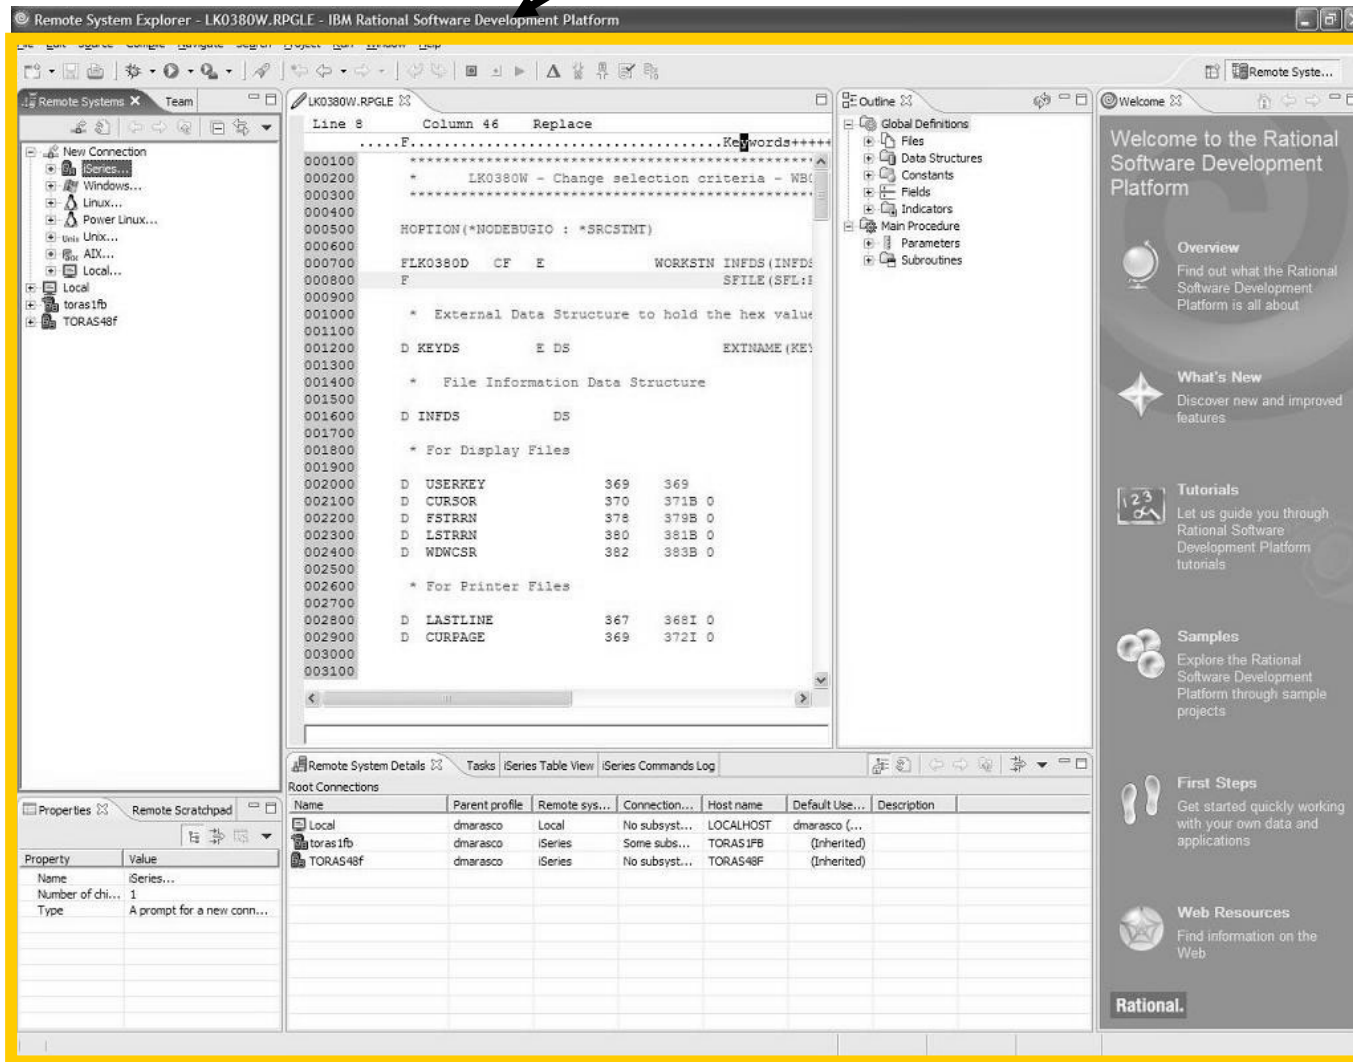 Remote System Explorer - LK0380W.RPGLE - IBM Rational Software Development Platform
File Edit Source Compile Navigate Search Project Run Window Help
Remote Syste...
Remote Systems
Team
New Connection
iSeries...
Windows...
Linux...
Power Linux...
Unix Unix...
AIX...
Local...
Local
toras1fb
TORAS48f
LK0380W.RPGLE
Line 8 Column 46 Replace
.....F.....................................Keywords+++++
000100 ************************************************
000200 * LK0380W - Change selection criteria - WB
000300 ************************************************
000400
000500 HOPTION(*NODEBUGIO : *SRCSTMT)
000600
000700 FLK0380D CF E WORKSTN INFDS(INFDS
000800 F SFILE(SFL:
000900
001000 * External Data Structure to hold the hex value
001100
001200 D KEYDS E DS EXTNAME(KEY
001300
001400 * File Information Data Structure
001500
001600 D INFDS DS
001700
001800 * For Display Files
001900
002000 D USERKEY 369 369
002100 D CURSOR 370 371B 0
002200 D FSTRRN 378 379B 0
002300 D LSTRRN 380 381B 0
002400 D WDWCSR 382 383B 0
002500
002600 * For Printer Files
002700
002800 D LASTLINE 367 368I 0
002900 D CURPAGE 369 372I 0
003000
003100
Outline
Global Definitions
Files
Data Structures
Constants
Fields
Indicators
Main Procedure
Parameters
Subroutines
Welcome
Welcome to the Rational
Software Development
Platform
Overview
Find out what the Rational
Software Development
Platform is all about
What's New
Discover new and improved
features
123
Tutorials
Let us guide you through
Rational Software
Development Platform
tutorials
Samples
Explore the Rational
Software Development
Platform through sample
projects
First Steps
Get started quickly working
with your own data and
applications
Web Resources
Find information on the
Web
Rational.
Properties
Remote Scratchpad
Property Value
Name iSeries...
Number of chi... 1
Type A prompt for a new conn...
Remote System Details Tasks iSeries Table View iSeries Commands Log
Root Connections
Name Parent profile Remote sys... Connection... Host name Default Use... Description
Local dmarasco Local No subsyst... LOCALHOST dmarasco (...
toras1fb dmarasco iSeries Some subs... TORAS1FB (Inherited)
TORAS48f dmarasco iSeries No subsyst... TORAS48F (Inherited)